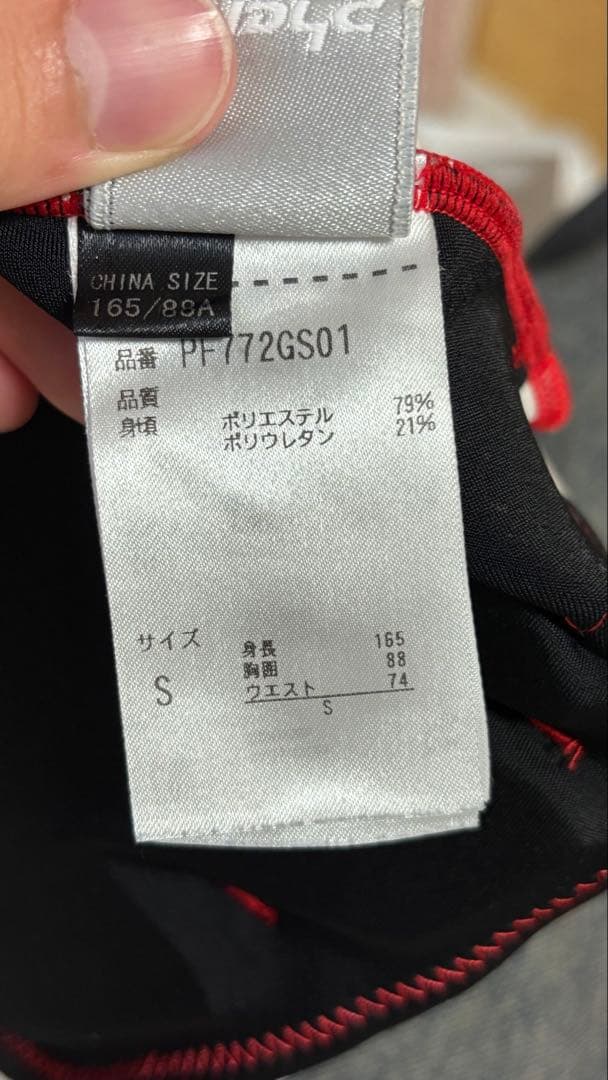 CHINA SIZE
165/88A
品番 PF772GS01
品質
身頃 ポリエステル 79%
ポリウレタン 21%
サイズ 身長 165
胸囲 88
S ウエスト 74
S